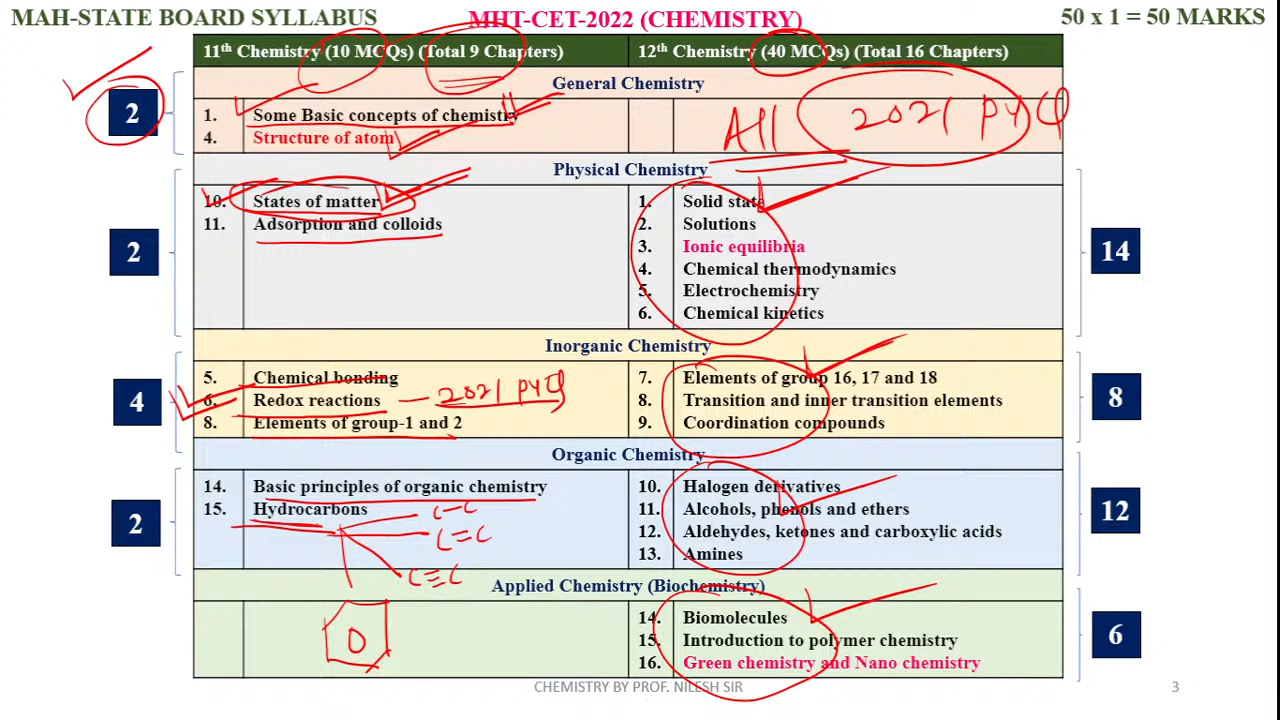 MAH-STATE BOARD SYLLABUS MHT-CET-2022 (CHEMISTRY) 50 x 1 = 50 MARKS
11th Chemistry (10 MCQs) (Total 9 Chapters) 12th Chemistry (40 MCQs) (Total 16 Chapters)
General Chemistry
2
1. Some Basic concepts of chemistry
4. Structure of atom
All 2021 PYQ
Physical Chemistry
2
10. States of matter
11. Adsorption and colloids
1. Solid state
2. Solutions
3. Ionic equilibria
4. Chemical thermodynamics
5. Electrochemistry
6. Chemical kinetics
14
Inorganic Chemistry
4
5. Chemical bonding
6. Redox reactions — 2021 PYQ
8. Elements of group-1 and 2
7. Elements of group 16, 17 and 18
8. Transition and inner transition elements
9. Coordination compounds
8
Organic Chemistry
2
14. Basic principles of organic chemistry
15. Hydrocarbons
C-C
C=C
C≡C
10. Halogen derivatives
11. Alcohols, phenols and ethers
12. Aldehydes, ketones and carboxylic acids
13. Amines
12
Applied Chemistry (Biochemistry)
14. Biomolecules
15. Introduction to polymer chemistry
16. Green chemistry and Nano chemistry
6
CHEMISTRY BY PROF. NILESH SIR 3